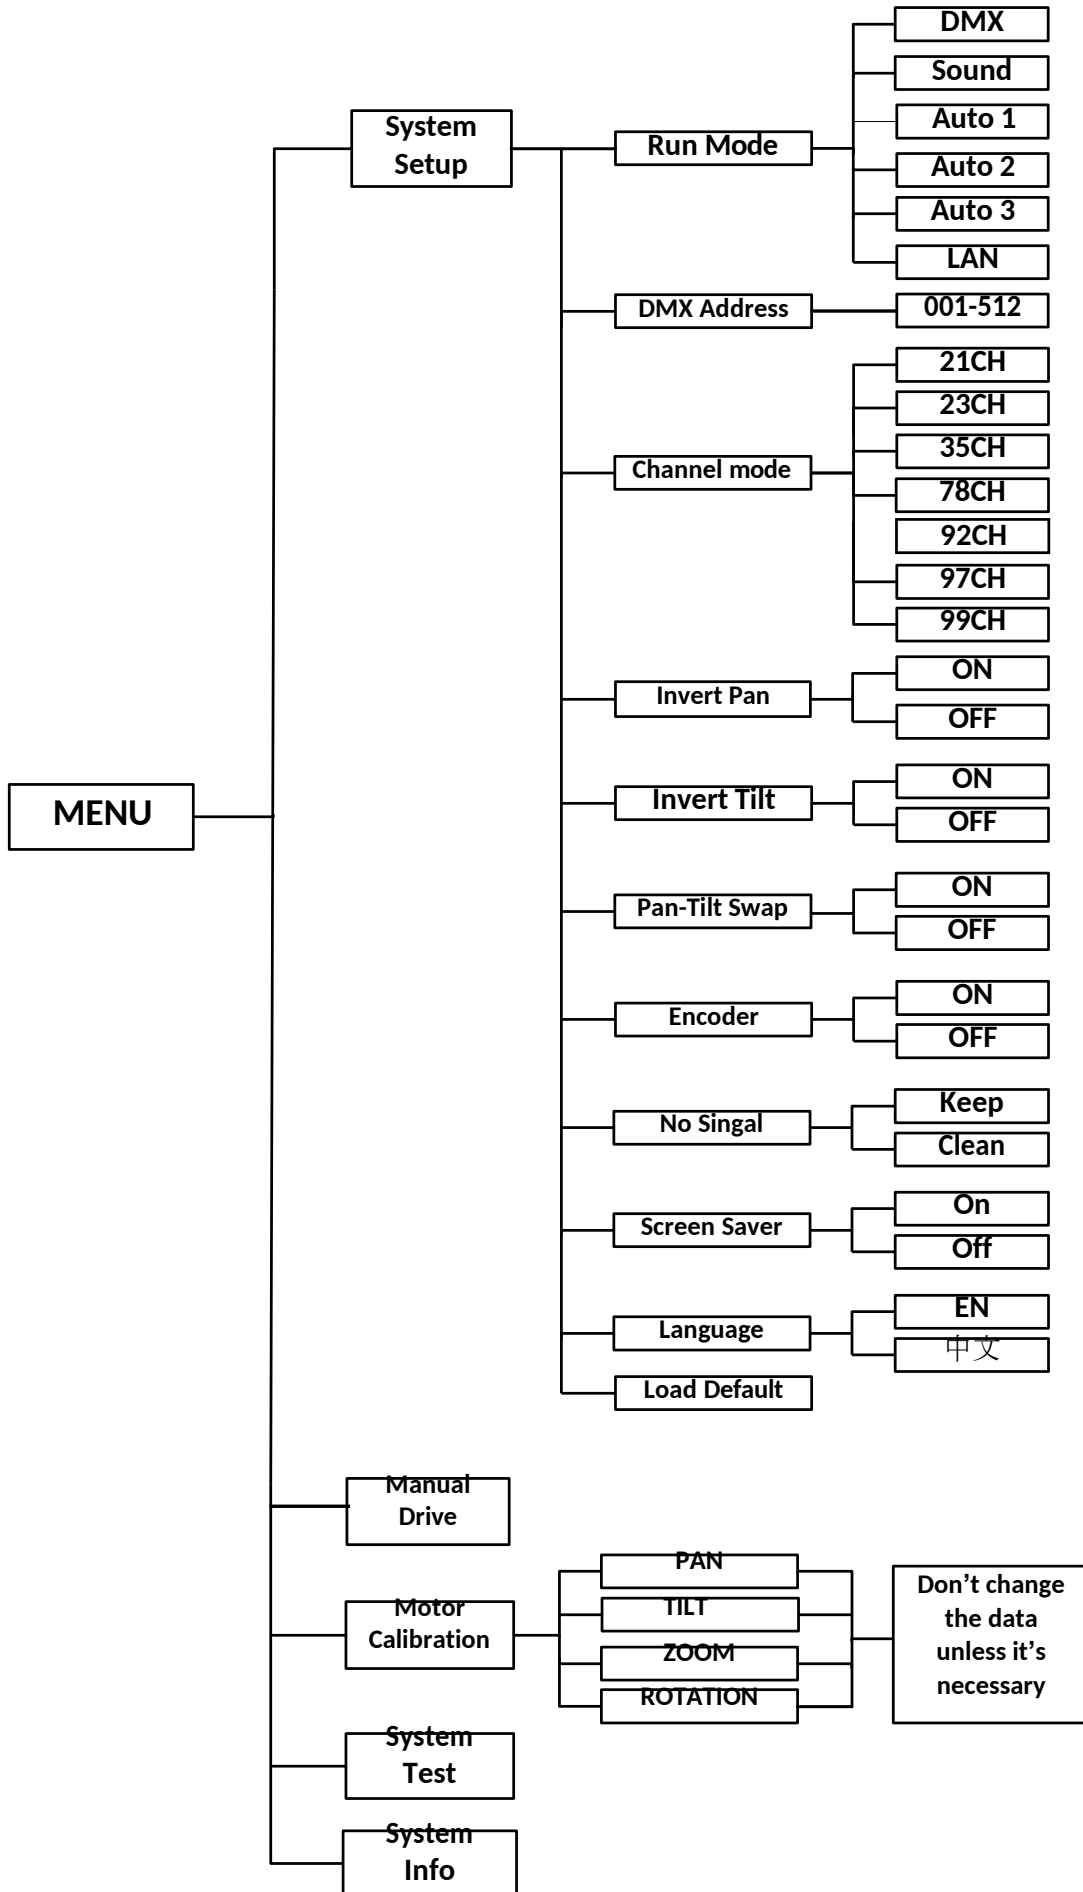 MENU
System
Setup
Run Mode
DMX
Sound
Auto 1
Auto 2
Auto 3
LAN
DMX Address
001-512
Channel mode
21CH
23CH
35CH
78CH
92CH
97CH
99CH
Invert Pan
ON
OFF
Invert Tilt
ON
OFF
Pan-Tilt Swap
ON
OFF
Encoder
ON
OFF
No Singal
Keep
Clean
Screen Saver
On
Off
Language
EN
中文
Load Default
Manual
Drive
Motor
Calibration
PAN
TILT
ZOOM
ROTATION
Don’t change
the data
unless it’s
necessary
System
Test
System
Info